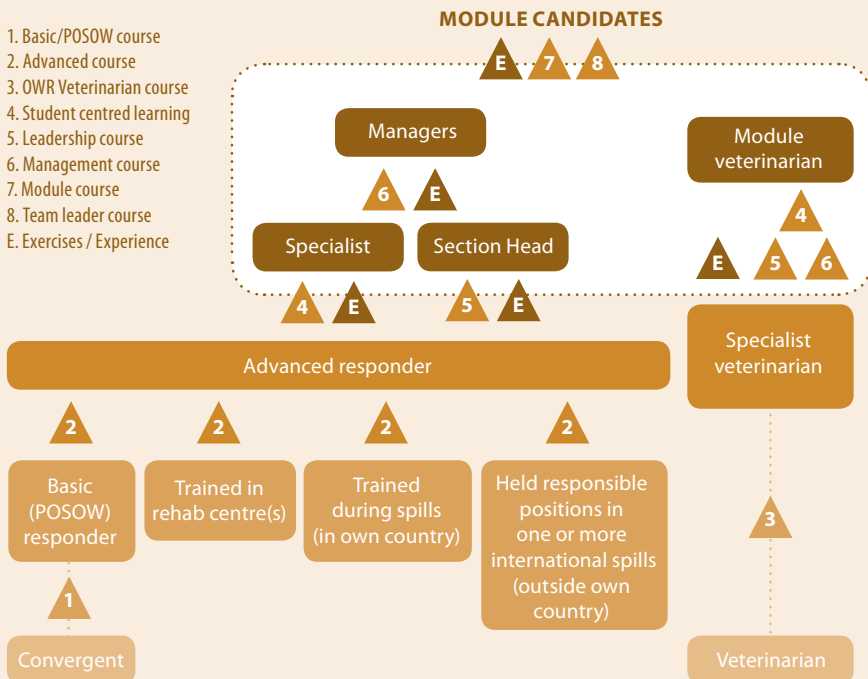 MODULE CANDIDATES
1. Basic/POSOW course
2. Advanced course
3. OWR Veterinarian course
4. Student centred learning
5. Leadership course
6. Management course
7. Module course
8. Team leader course
E. Exercises / Experience
E 7 8
Managers
6 E
Specialist
Section Head
4 E
5 E
Module
veterinarian
4
E 5 6
Specialist
veterinarian
Advanced responder
2
2
2
2
Basic
(POSOW)
responder
Trained in
rehab centre(s)
Trained
during spills
(in own country)
Held responsible
positions in
one or more
international spills
(outside own
country)
3
1
Convergent
Veterinarian